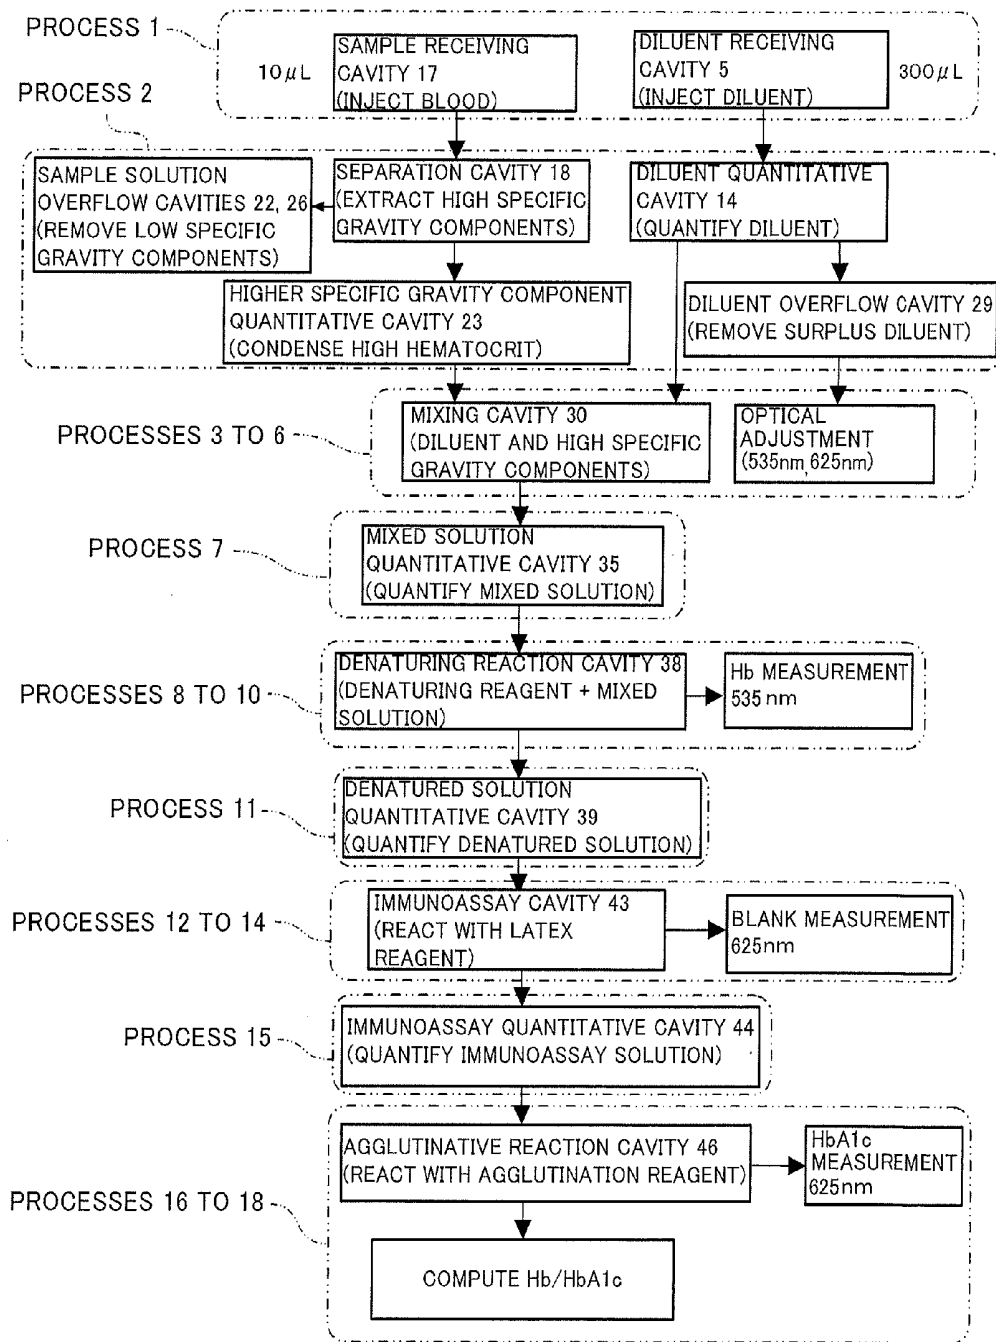 PROCESS 1
10μL
SAMPLE RECEIVING
CAVITY 17
(INJECT BLOOD)
DILUENT RECEIVING
CAVITY 5
(INJECT DILUENT)
300μL
PROCESS 2
SAMPLE SOLUTION
OVERFLOW CAVITIES 22, 26
(REMOVE LOW SPECIFIC
GRAVITY COMPONENTS)
SEPARATION CAVITY 18
(EXTRACT HIGH SPECIFIC
GRAVITY COMPONENTS)
DILUENT QUANTITATIVE
CAVITY 14
(QUANTIFY DILUENT)
HIGHER SPECIFIC GRAVITY COMPONENT
QUANTITATIVE CAVITY 23
(CONDENSE HIGH HEMATOCRIT)
DILUENT OVERFLOW CAVITY 29
(REMOVE SURPLUS DILUENT)
PROCESSES 3 TO 6
MIXING CAVITY 30
(DILUENT AND HIGH SPECIFIC
GRAVITY COMPONENTS)
OPTICAL
ADJUSTMENT
(535nm, 625nm)
PROCESS 7
MIXED SOLUTION
QUANTITATIVE CAVITY 35
(QUANTIFY MIXED SOLUTION)
PROCESSES 8 TO 10
DENATURING REACTION CAVITY 38
(DENATURING REAGENT + MIXED
SOLUTION)
Hb MEASUREMENT
535 nm
PROCESS 11
DENATURED SOLUTION
QUANTITATIVE CAVITY 39
(QUANTIFY DENATURED SOLUTION)
PROCESSES 12 TO 14
IMMUNOASSAY CAVITY 43
(REACT WITH LATEX
REAGENT)
BLANK MEASUREMENT
625nm
PROCESS 15
IMMUNOASSAY QUANTITATIVE CAVITY 44
(QUANTIFY IMMUNOASSAY SOLUTION)
PROCESSES 16 TO 18
AGGLUTINATIVE REACTION CAVITY 46
(REACT WITH AGGLUTINATION REAGENT)
HbA1c
MEASUREMENT
625nm
COMPUTE Hb/HbA1c